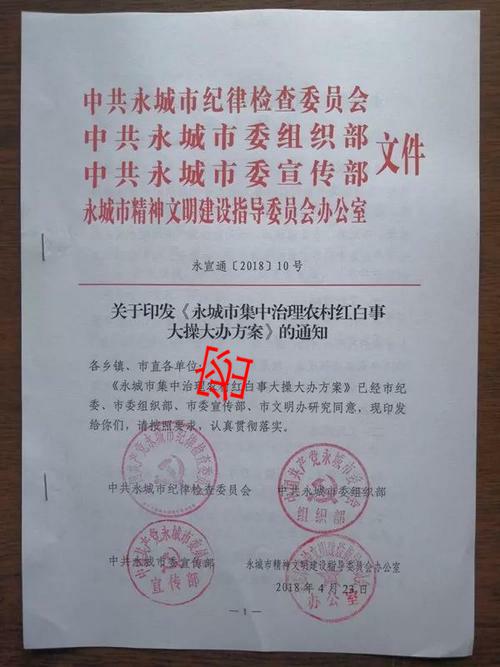 中共永城市纪律检查委员会
中共永城市委组织部
中共永城市委宣传部
永城市精神文明建设指导委员会办公室
文件
永宣通〔2018〕10号
关于印发《永城市集中治理农村红白事
大操大办方案》的通知
各乡镇、市直各单位
《永城市集中治理农村红白事大操大办方案》已经市纪
委、市委组织部、市委宣传部、市文明办研究同意，现印发
给你们，请按照要求，认真贯彻落实。
中共永城市纪律检查委员会 中共永城市委组织部
组织部
中共永城市委宣传部 永城市精神文明建设指导委员会办公室
宣传部
2018年4月23日
办公室
—1—